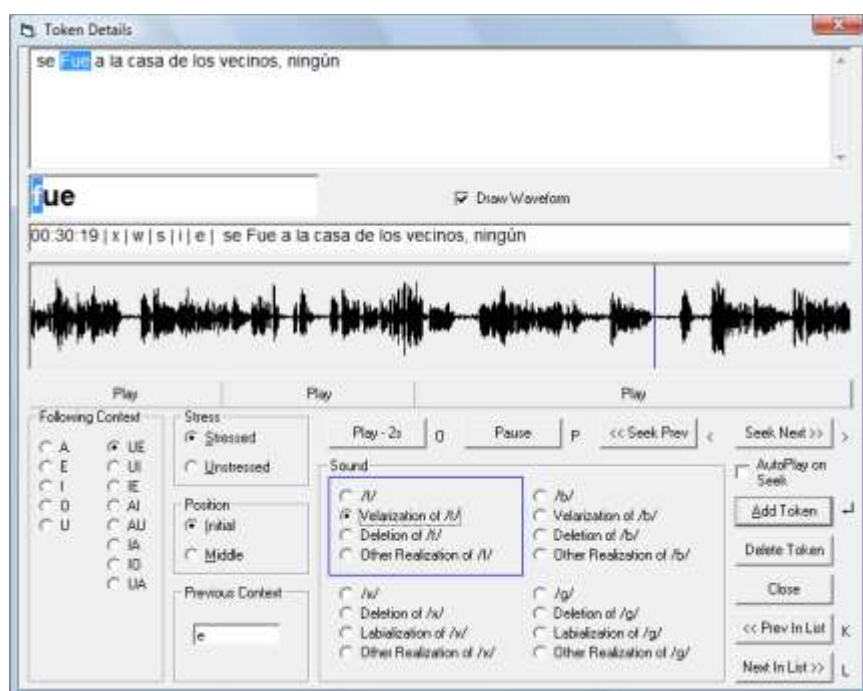 Token Details
se Fue a la casa de los vecinos, ningún
fue
Draw Waveform
00:30:19 | x | w | s | i | e | se Fue a la casa de los vecinos, ningún
Play Play Play
Following Context
A UE
E UI
I IE
O AI
U AU
IA
IO
UA
Stress
Stressed
Unstressed
Position
Initial
Middle
Previous Context
e
Play - 2s O Pause P << Seek Prev < Seek Next >> >
Sound
/f/
Velarization of /f/
Deletion of /f/
Other Realization of /f/
/b/
Velarization of /b/
Deletion of /b/
Other Realization of /b/
/x/
Deletion of /x/
Labialization of /x/
Other Realization of /x/
/g/
Deletion of /g/
Labialization of /g/
Other Realization of /g/
AutoPlay on
Seek
Add Token
Delete Token
Close
<< Prev In List K
Next In List >> L